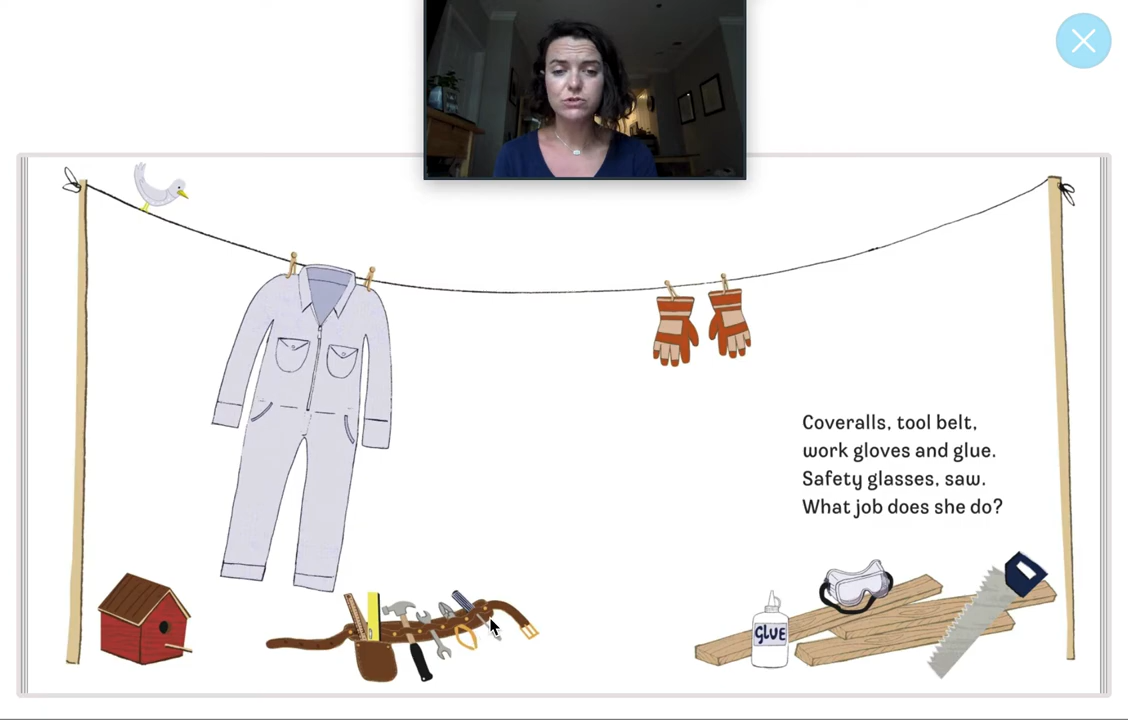 Coveralls, tool belt,
work gloves and glue.
Safety glasses, saw.
What job does she do?
GLUE